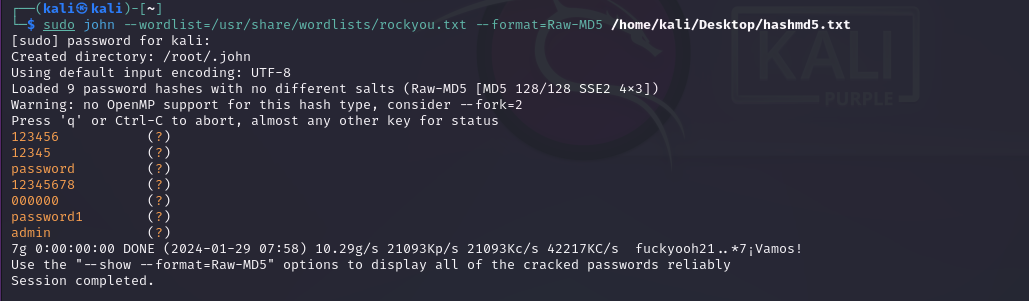 ┌──(kali㉿kali)-[~]
└─$ sudo john --wordlist=/usr/share/wordlists/rockyou.txt --format=Raw-MD5 /home/kali/Desktop/hashmd5.txt
[sudo] password for kali:
Created directory: /root/.john
Using default input encoding: UTF-8
Loaded 9 password hashes with no different salts (Raw-MD5 [MD5 128/128 SSE2 4×3])
Warning: no OpenMP support for this hash type, consider --fork=2
Press 'q' or Ctrl-C to abort, almost any other key for status
123456 (?)
12345 (?)
password (?)
12345678 (?)
000000 (?)
password1 (?)
admin (?)
7g 0:00:00:00 DONE (2024-01-29 07:58) 10.29g/s 21093Kp/s 21093Kc/s 42217KC/s fuckyooh21..*7¡Vamos!
Use the "--show --format=Raw-MD5" options to display all of the cracked passwords reliably
Session completed.
KALI
PURPLE